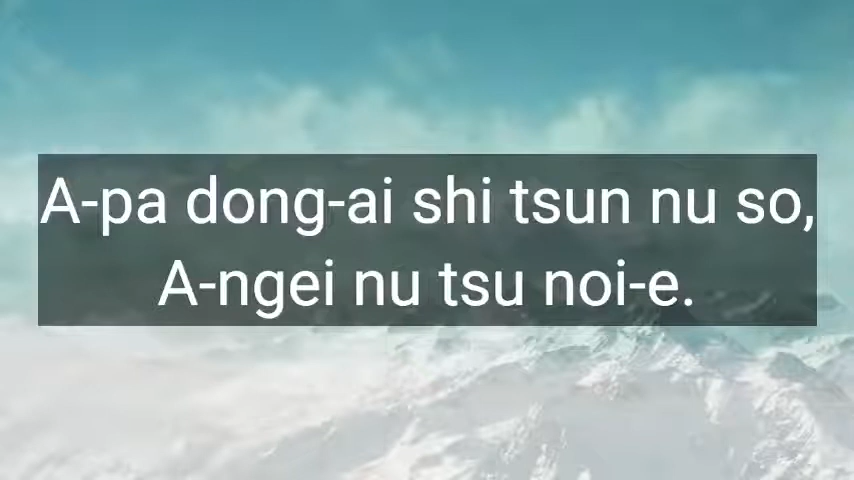 A-pa dong-ai shi tsun nu so,
A-ngei nu tsu noi-e.